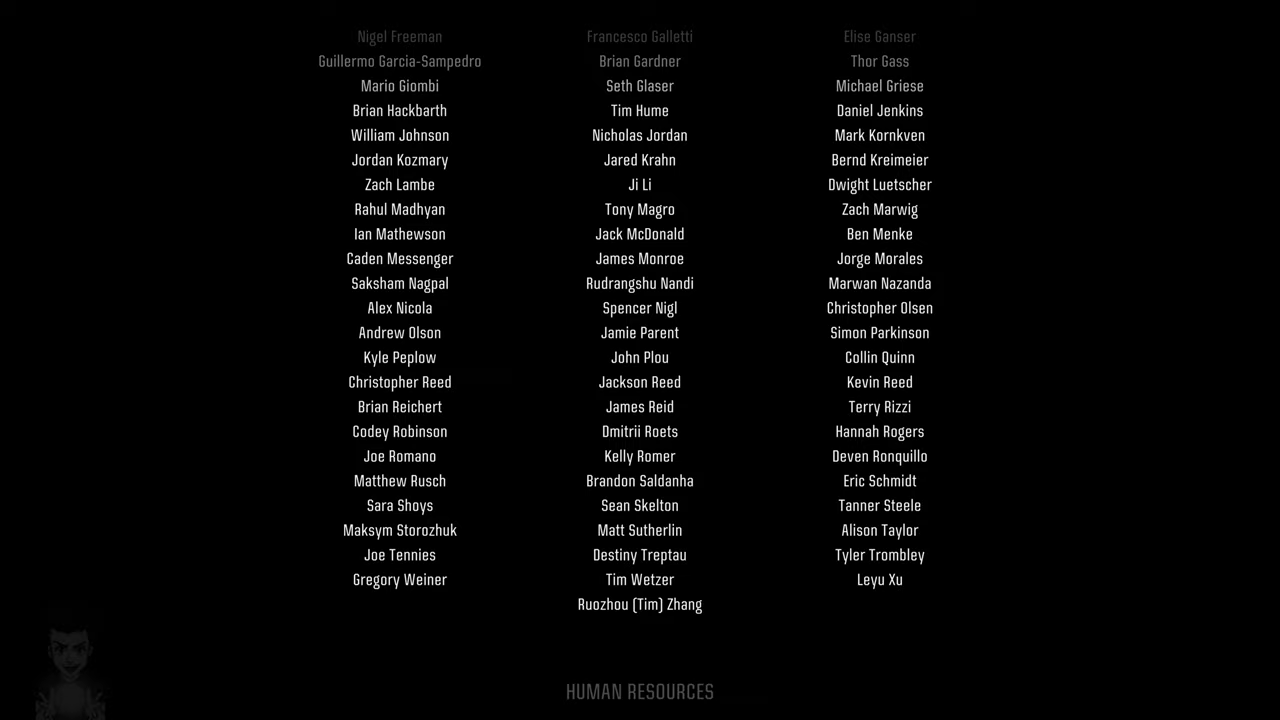 Nigel Freeman Francesco Galletti Elise Ganser
Guillermo Garcia-Sampedro Brian Gardner Thor Gass
Mario Giombi Seth Glaser Michael Griese
Brian Hackbarth Tim Hume Daniel Jenkins
William Johnson Nicholas Jordan Mark Kornkven
Jordan Kozmary Jared Krahn Bernd Kreimeier
Zach Lambe Ji Li Dwight Luetscher
Rahul Madhyan Tony Magro Zach Marwig
Ian Mathewson Jack McDonald Ben Menke
Caden Messenger James Monroe Jorge Morales
Saksham Nagpal Rudrangshu Nandi Marwan Nazanda
Alex Nicola Spencer Nigl Christopher Olsen
Andrew Olson Jamie Parent Simon Parkinson
Kyle Peplow John Plou Collin Quinn
Christopher Reed Jackson Reed Kevin Reed
Brian Reichert James Reid Terry Rizzi
Codey Robinson Dmitrii Roets Hannah Rogers
Joe Romano Kelly Romer Deven Ronquillo
Matthew Rusch Brandon Saldanha Eric Schmidt
Sara Shoys Sean Skelton Tanner Steele
Maksym Storozhuk Matt Sutherlin Alison Taylor
Joe Tennies Destiny Treptau Tyler Trombley
Gregory Weiner Tim Wetzer Leyu Xu
Ruozhou (Tim) Zhang
HUMAN RESOURCES